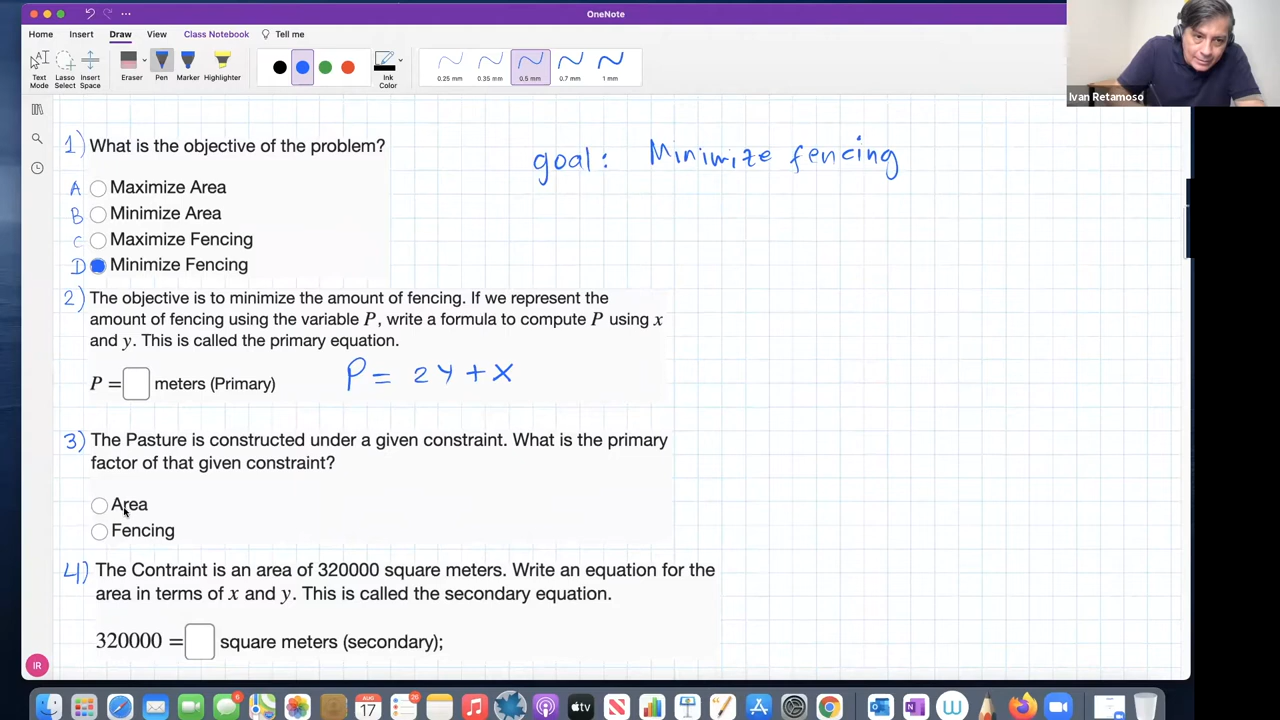 OneNote
Home Insert Draw View Class Notebook Tell me
Text Mode
Lasso Select
Insert Space
Eraser
Pen
Marker
Highlighter
Ink Color
0.25 mm 0.35 mm 0.5 mm 0.7 mm 1 mm
Ivan Retamoso
1) What is the objective of the problem?
goal: Minimize fencing
A Maximize Area
B Minimize Area
C Maximize Fencing
D Minimize Fencing
2) The objective is to minimize the amount of fencing. If we represent the
amount of fencing using the variable P, write a formula to compute P using x
and y. This is called the primary equation.
P = meters (Primary)
P = 2y + x
3) The Pasture is constructed under a given constraint. What is the primary
factor of that given constraint?
Area
Fencing
4) The Contraint is an area of 320000 square meters. Write an equation for the
area in terms of x and y. This is called the secondary equation.
320000 = square meters (secondary);
IR
AUG
17
6
26
tv